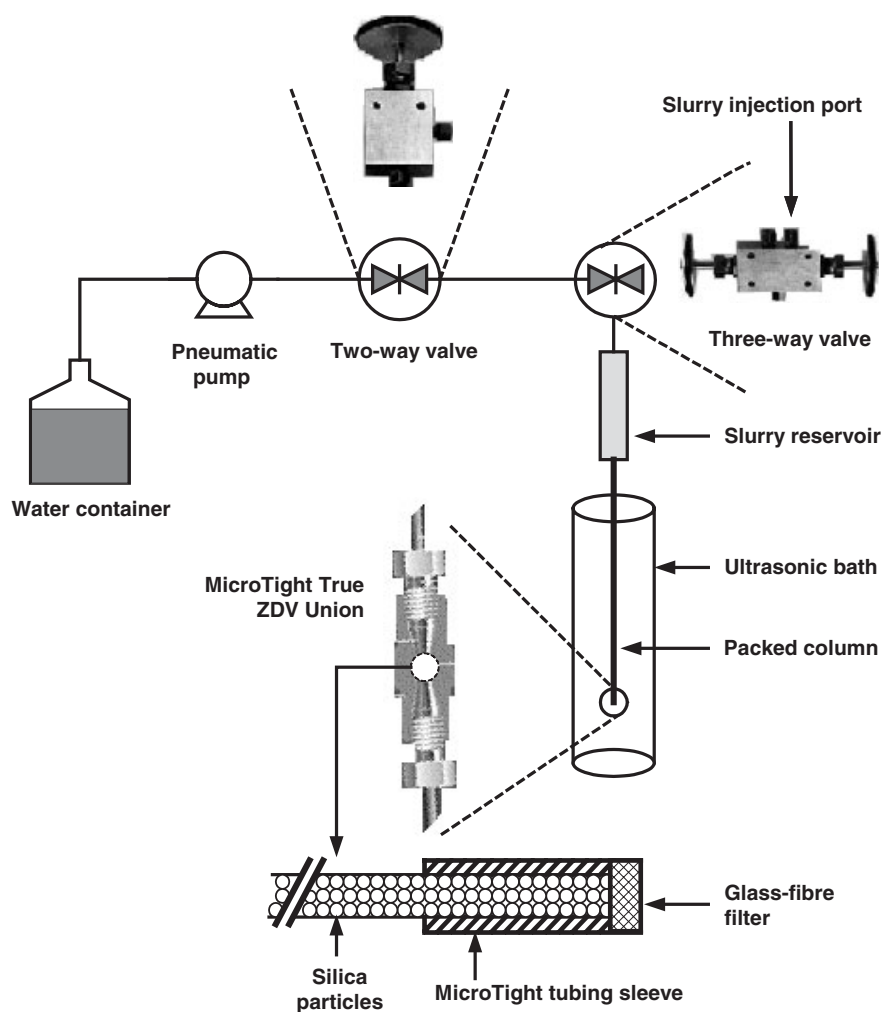 Slurry injection port
Pneumatic
pump
Two-way valve
Three-way valve
Water container
Slurry reservoir
MicroTight True
ZDV Union
Ultrasonic bath
Packed column
Glass-fibre
filter
Silica
particles
MicroTight tubing sleeve